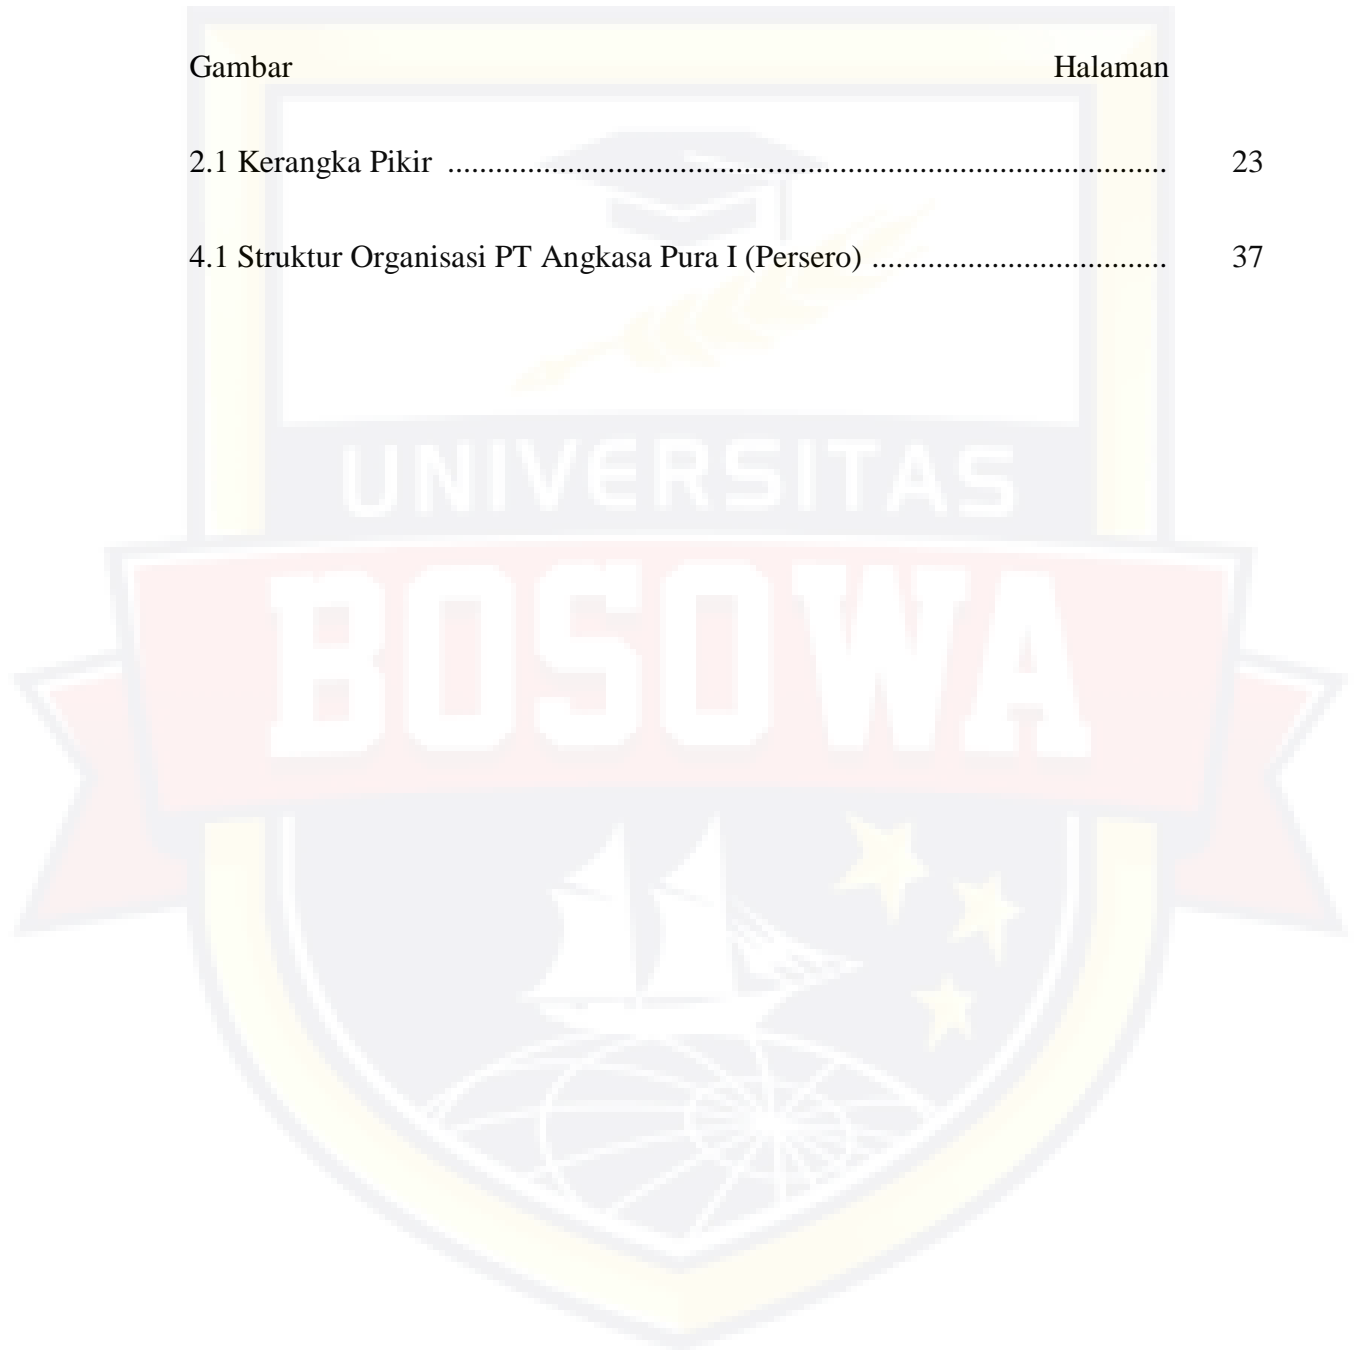 Gambar Halaman
2.1 Kerangka Pikir .......................................................................................... 23
4.1 Struktur Organisasi PT Angkasa Pura I (Persero) ..................................... 37
UNIVERSITAS
BOSOWA